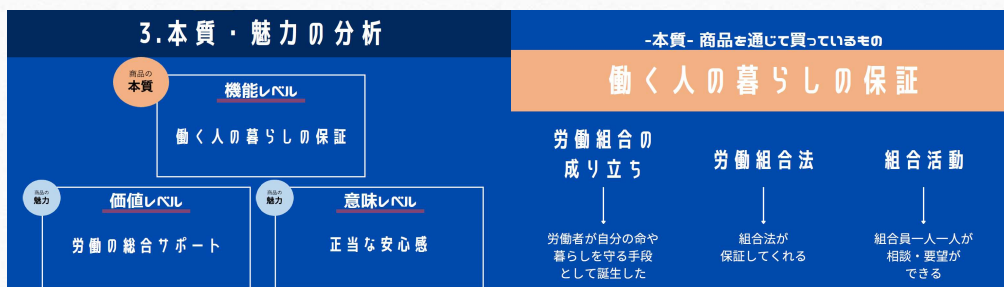 3.本質・魅力の分析
商品の
本質
機能レベル
働く人の暮らしの保証
商品の
魅力
価値レベル
労働の総合サポート
商品の
魅力
意味レベル
正当な安心感
-本質- 商品を通じて買っているもの
働く人の暮らしの保証
労働組合の
成り立ち
労働者が自分の命や
暮らしを守る手段
として誕生した
労働組合法
組合法が
保証してくれる
組合活動
組合員一人一人が
相談・要望が
できる